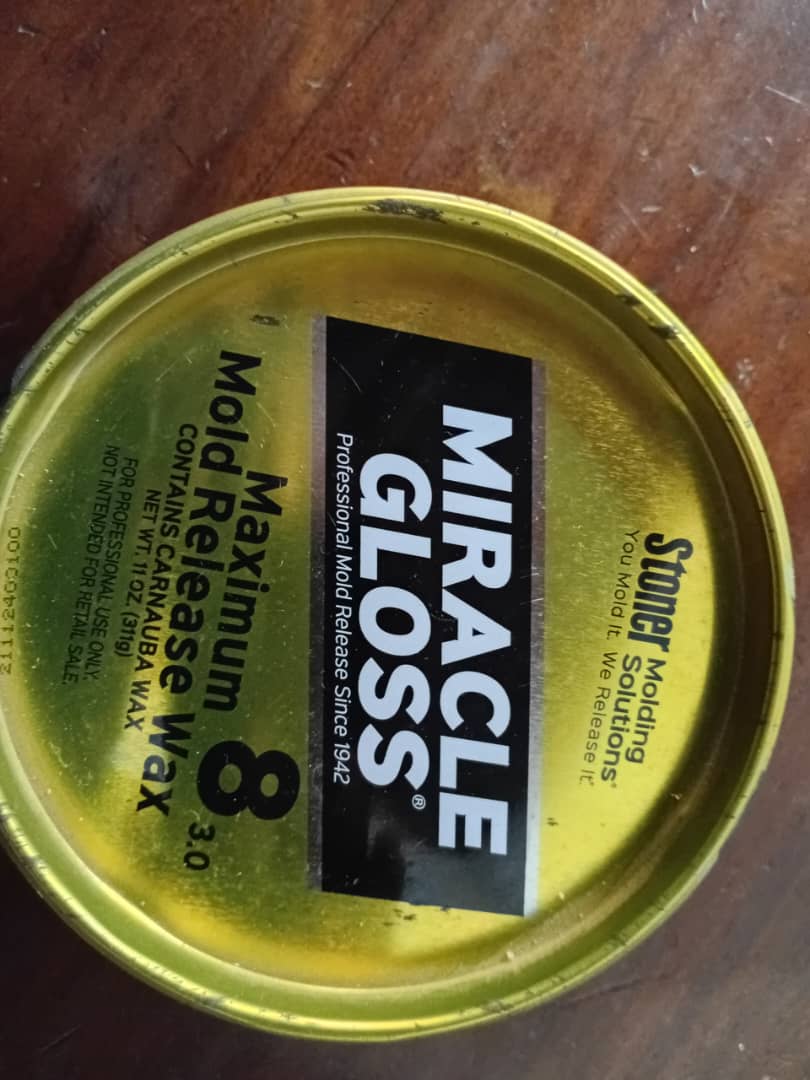 Stoner Molding
Solutions®
You Mold It. We Release It.
MIRACLE
GLOSS®
Professional Mold Release Since 1942
Maximum 8 3.0
Mold Release Wax
CONTAINS CARNAUBA WAX
NET WT. 11 OZ. (311g)
FOR PROFESSIONAL USE ONLY.
NOT INTENDED FOR RETAIL SALE.